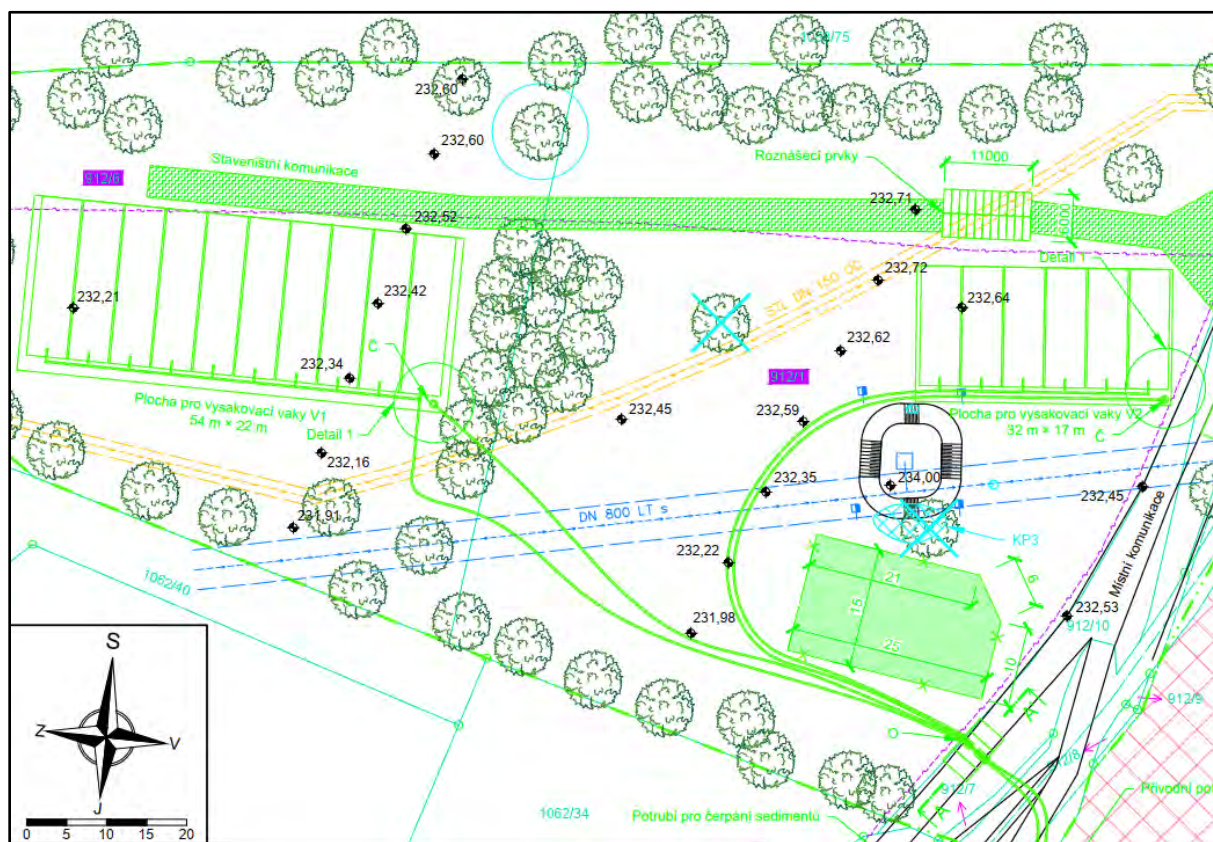 1058/75
232,60
232,60
Staveništní komunikace
Roznášecí prvky
11000
912/6
232,71
6000
232,52
Detail 1
232,21
232,42
STL DN 150 OC
232,72
232,64
Č
232,62
232,34
912/1
Plocha pro vysakovací vaky V1
54 m × 22 m
Detail 1
232,45
232,59
Plocha pro vysakovací vaky V2
32 m × 17 m
Č
232,16
232,35
234,00
232,45
231,91
DN 800 LT s
KP3
Místní komunikace
232,22
21
6
15
1062/40
231,98
25
10
232,53
912/10
S
Z
V
J
0 5 10 15 20
O
A
A
912/9
912/8
912/7
1062/34
Potrubí pro čerpání sedimentů
Přívodní pot